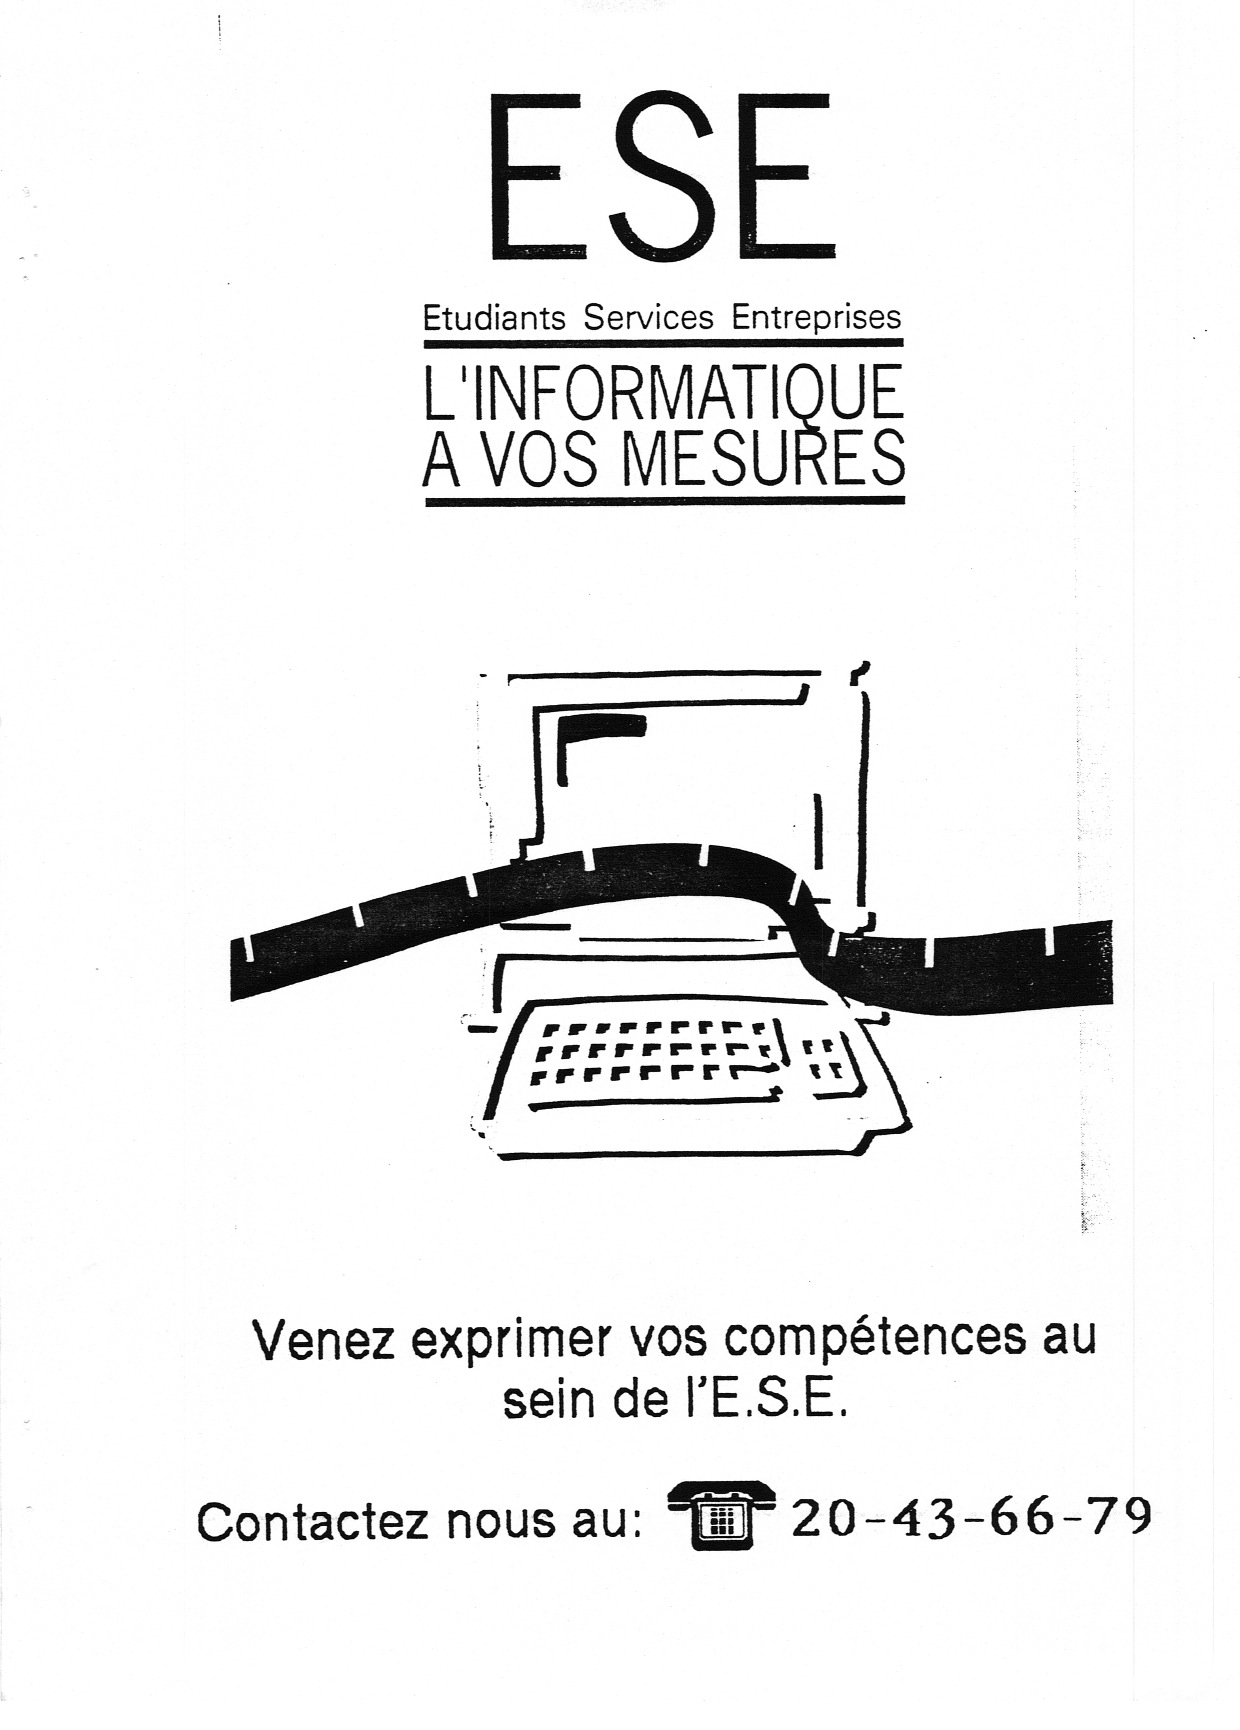 ESE
Etudiants Services Entreprises
L'INFORMATIQUE
A VOS MESURES
Venez exprimer vos compétences au
sein de l'E.S.E.
Contactez nous au: 20-43-66-79